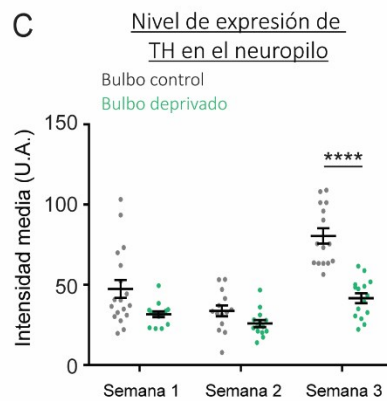 C
Nivel de expresión de
TH en el neuropilo
Bulbo control
Bulbo deprivado
Intensidad media (U.A.)
150
100
50
0
****
Semana 1 Semana 2 Semana 3